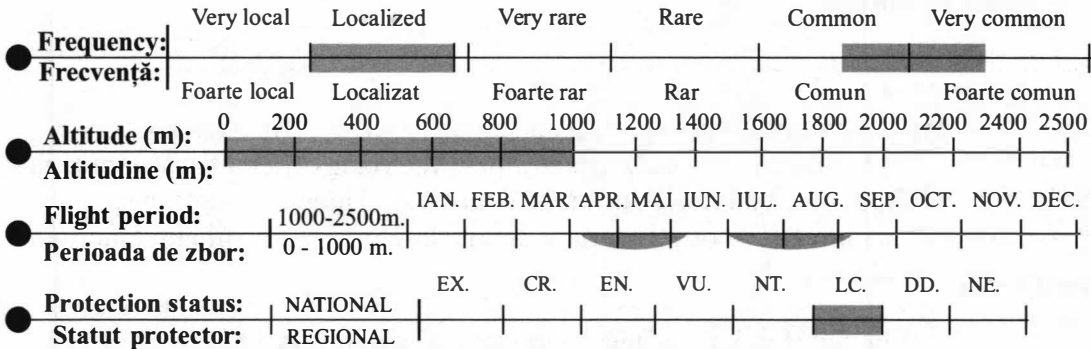 Very local Localized Very rare Rare Common Very common
Frequency:
Frecvență:
Foarte local Localizat Foarte rar Rar Comun Foarte comun
Altitude (m): 0 200 400 600 800 1000 1200 1400 1600 1800 2000 2200 2400 2500
Altitudine (m):
Flight period: 1000-2500m. IAN. FEB. MAR APR. MAI IUN. IUL. AUG. SEP. OCT. NOV. DEC.
Perioada de zbor: 0 - 1000 m.
EX. CR. EN. VU. NT. LC. DD. NE.
Protection status: NATIONAL
Statut protector: REGIONAL